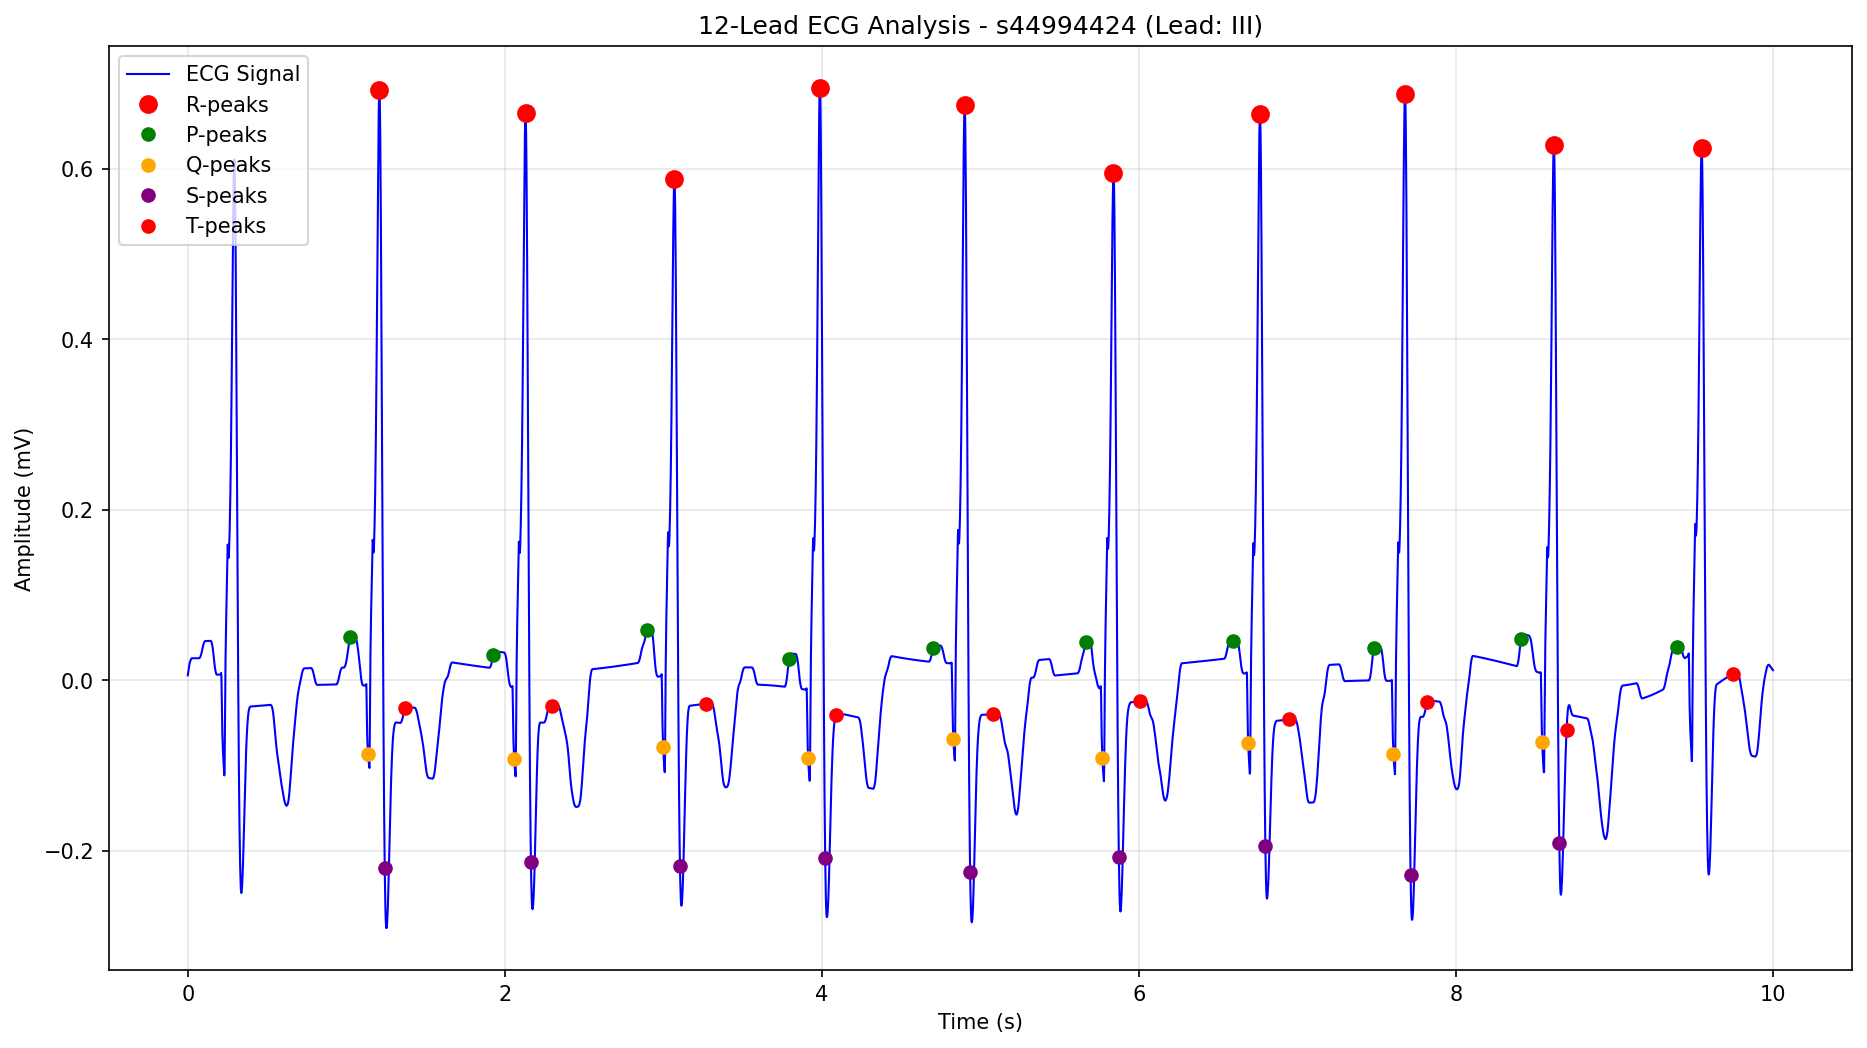 12-Lead ECG Analysis - s44994424 (Lead: III)
ECG Signal
R-peaks
P-peaks
Q-peaks
S-peaks
T-peaks
Amplitude (mV)
0.6
0.4
0.2
0.0
−0.2
0
2
4
6
8
10
Time (s)